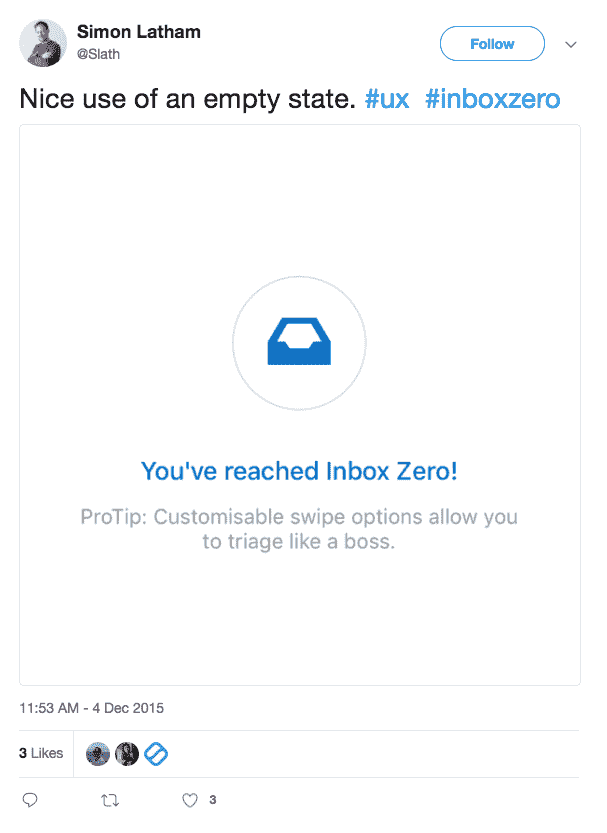 Simon Latham
@Slath
Follow
Nice use of an empty state. #ux #inboxzero
You've reached Inbox Zero!
ProTip: Customisable swipe options allow you
to triage like a boss.
11:53 AM - 4 Dec 2015
3 Likes
3